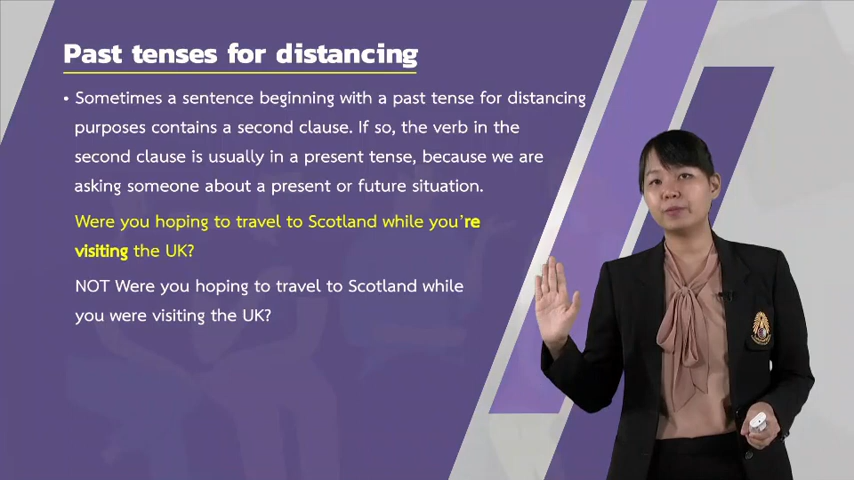 Past tenses for distancing
• Sometimes a sentence beginning with a past tense for distancing
purposes contains a second clause. If so, the verb in the
second clause is usually in a present tense, because we are
asking someone about a present or future situation.
Were you hoping to travel to Scotland while you're
visiting the UK?
NOT Were you hoping to travel to Scotland while
you were visiting the UK?